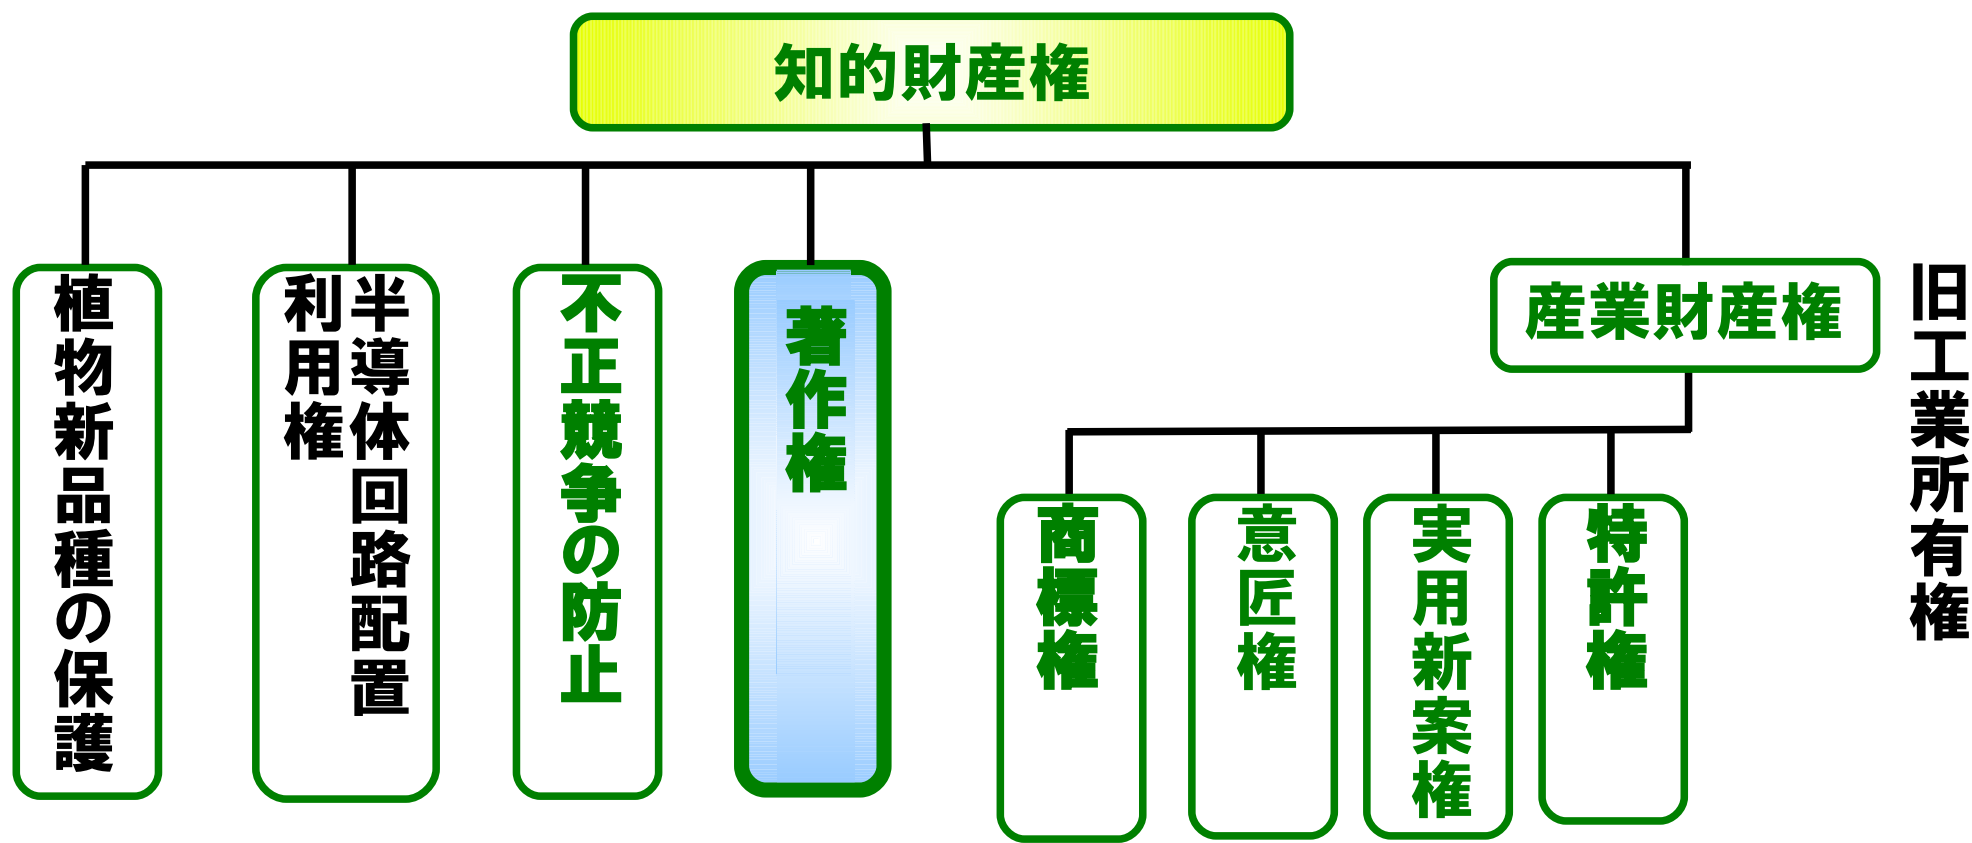 知的財産権
植物新品種の保護
半導体回路配置
利用権
不正競争の防止
著作権
産業財産権
旧工業所有権
商標権
意匠権
実用新案権
特許権